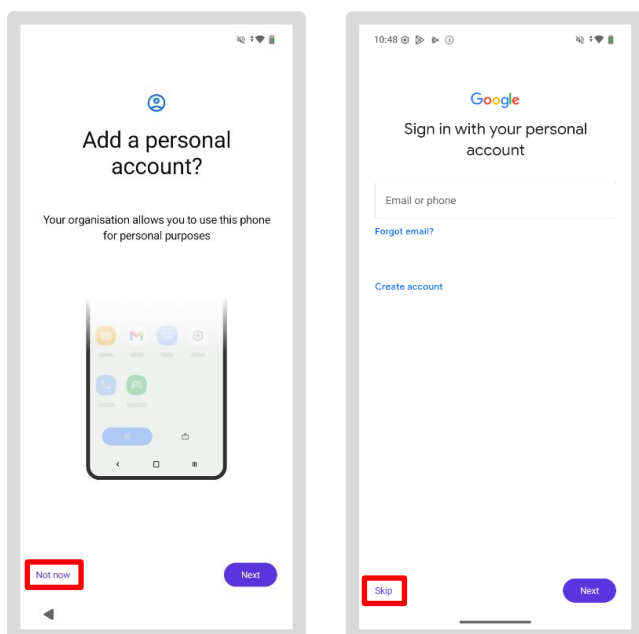 Add a personal
account?
Your organisation allows you to use this phone
for personal purposes
Not now
Next
10:48
Google
Sign in with your personal
account
Email or phone
Forgot email?
Create account
Skip
Next